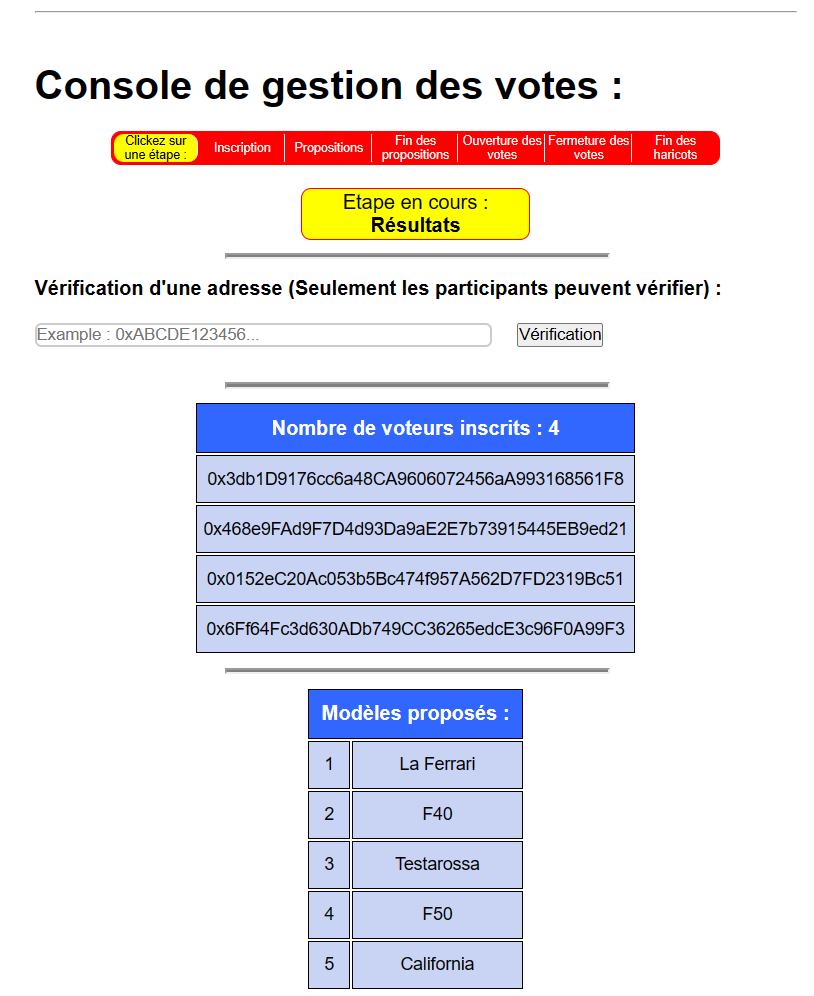 Console de gestion des votes :
Clickez sur
une étape :
Inscription
Propositions
Fin des
propositions
Ouverture des
votes
Fermeture des
votes
Fin des
haricots
Etape en cours :
Résultats
Vérification d'une adresse (Seulement les participants peuvent vérifier) :
Example : 0xABCDE123456... Vérification
Nombre de voteurs inscrits : 4
0x3db1D9176cc6a48CA9606072456aA993168561F8
0x468e9FAd9F7D4d93Da9aE2E7b73915445EB9ed21
0x0152eC20Ac053b5Bc474f957A562D7FD2319Bc51
0x6Ff64Fc3d630ADb749CC36265edcE3c96F0A99F3
Modèles proposés :
1 La Ferrari
2 F40
3 Testarossa
4 F50
5 California